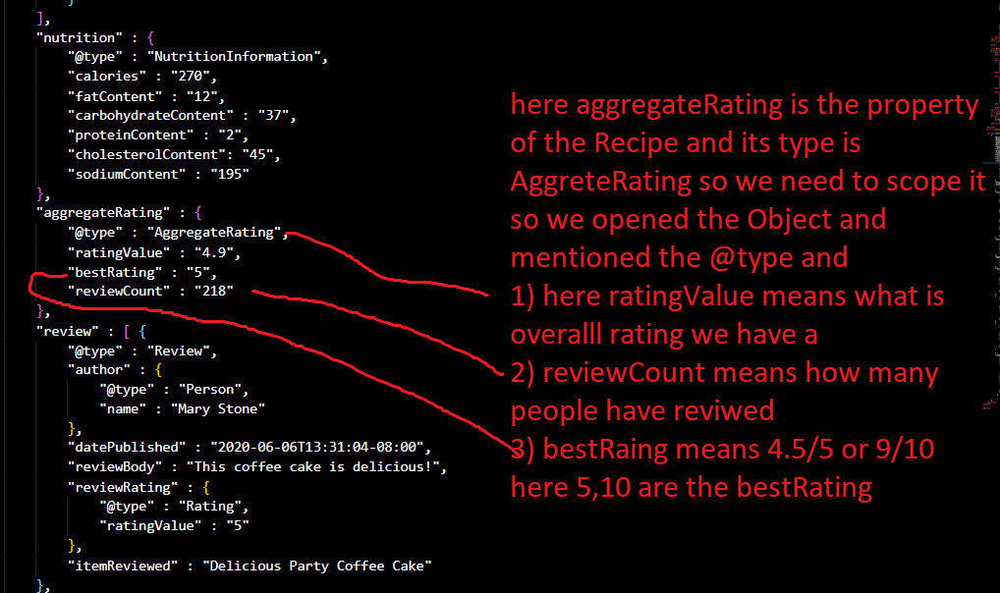 }
],
"nutrition" : {
"@type" : "NutritionInformation",
"calories" : "270",
"fatContent" : "12",
"carbohydrateContent" : "37",
"proteinContent" : "2",
"cholesterolContent": "45",
"sodiumContent" : "195"
},
"aggregateRating" : {
"@type" : "AggregateRating",
"ratingValue" : "4.9",
"bestRating" : "5",
"reviewCount" : "218"
},
"review" : [ {
"@type" : "Review",
"author" : {
"@type" : "Person",
"name" : "Mary Stone"
},
"datePublished" : "2020-06-06T13:31:04-08:00",
"reviewBody" : "This coffee cake is delicious!",
"reviewRating" : {
"@type" : "Rating",
"ratingValue" : "5"
},
"itemReviewed" : "Delicious Party Coffee Cake"
},
here aggregateRating is the property
of the Recipe and its type is
AggreteRating so we need to scope it
so we opened the Object and
mentioned the @type and
1) here ratingValue means what is
overalll rating we have a
2) reviewCount means how many
people have reviwed
3) bestRaing means 4.5/5 or 9/10
here 5,10 are the bestRating